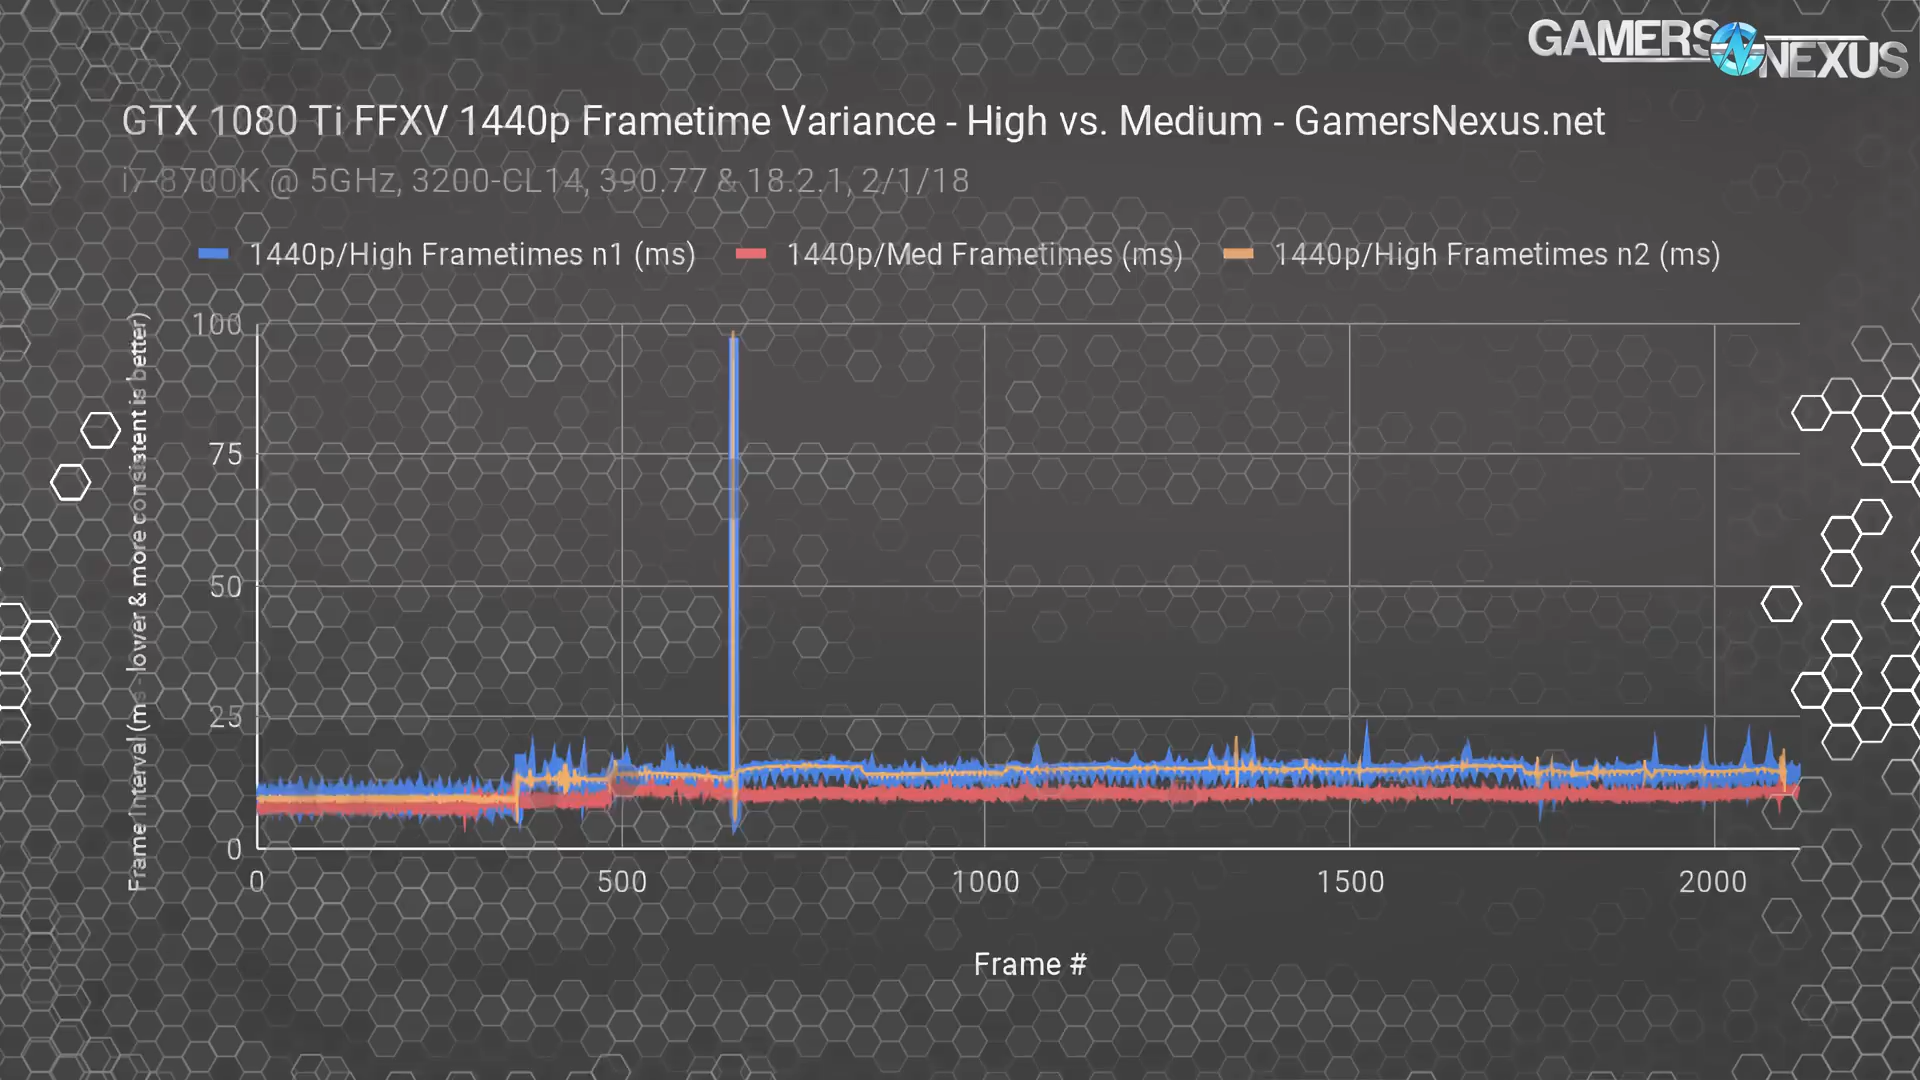 GAMERS NEXUS
GTX 1080 Ti FFXV 1440p Frametime Variance - High vs. Medium - GamersNexus.net
i7-8700K @ 5GHz, 3200-CL14, 390.77 & 18.2.1, 2/1/18
1440p/High Frametimes n1 (ms)
1440p/Med Frametimes (ms)
1440p/High Frametimes n2 (ms)
Frame Interval (ms - lower & more consistent is better)
100
75
50
25
0
0
500
1000
1500
2000
Frame #